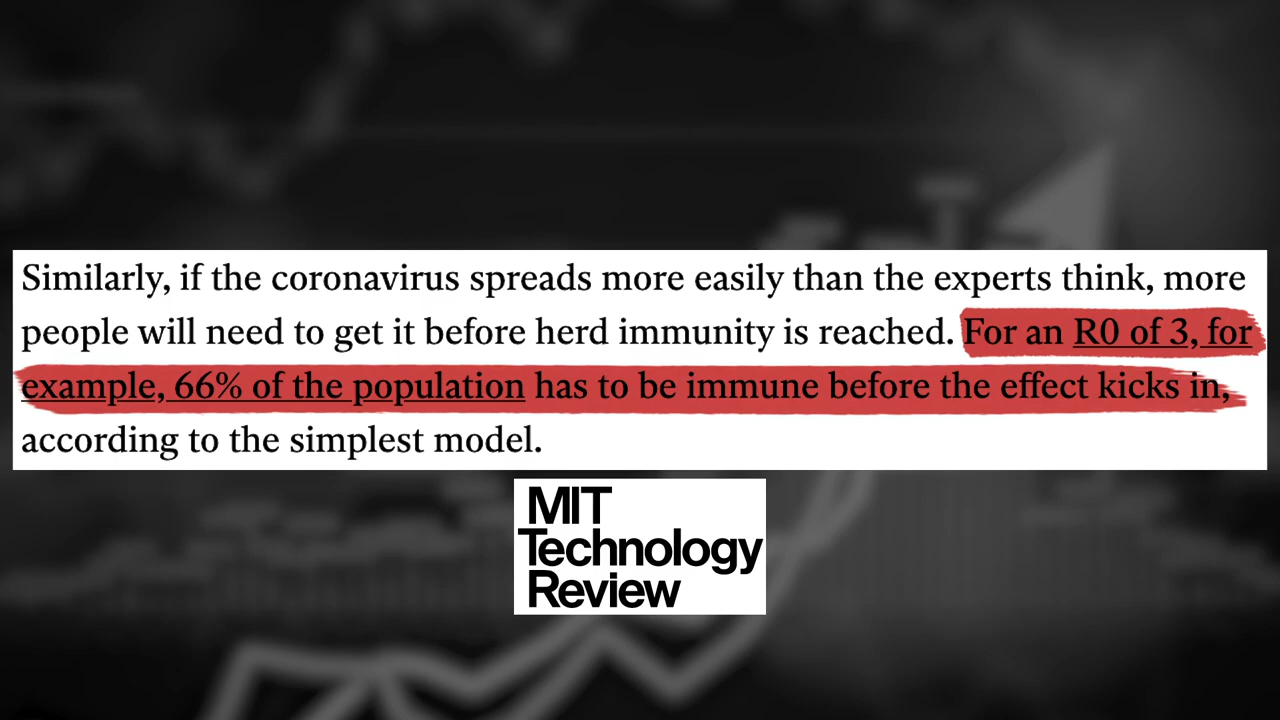 Similarly, if the coronavirus spreads more easily than the experts think, more
people will need to get it before herd immunity is reached. For an R0 of 3, for
example, 66% of the population has to be immune before the effect kicks in,
according to the simplest model.
MIT
Technology
Review